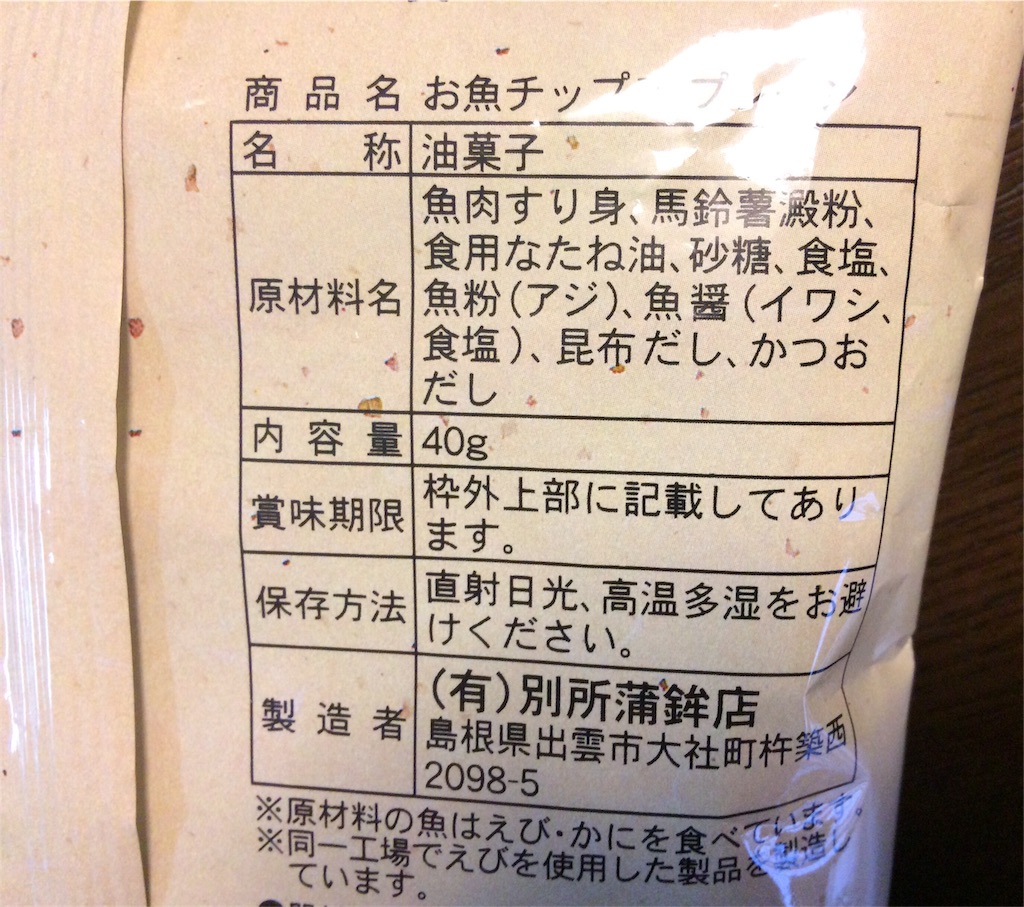 商品名 お魚チップス プレーン
名称 油菓子
原材料名 魚肉すり身、馬鈴薯澱粉、
食用なたね油、砂糖、食塩、
魚粉(アジ)、魚醤(イワシ、
食塩)、昆布だし、かつお
だし
内容量 40g
賞味期限 枠外上部に記載してあり
ます。
保存方法 直射日光、高温多湿をお避
けください。
製造者 (有)別所蒲鉾店
島根県出雲市大社町杵築西
2098-5
※原材料の魚はえび・かにを食べています。
※同一工場でえびを使用した製品を製造し
ています。